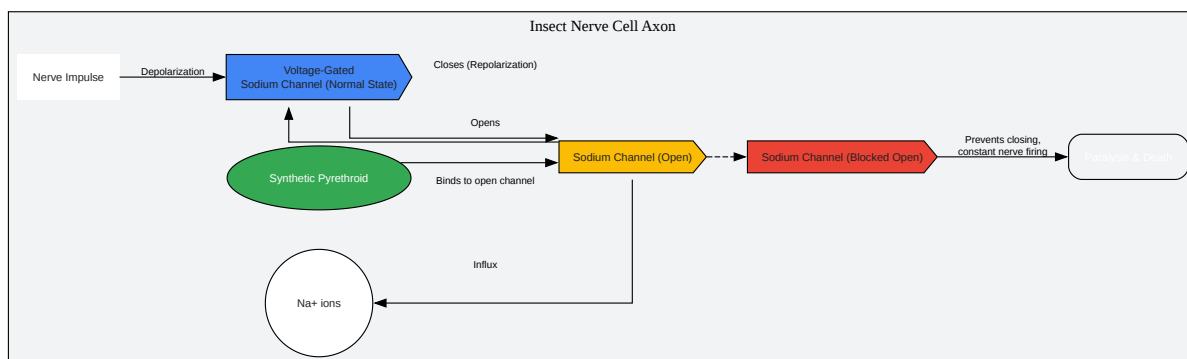 Insect Nerve Cell Axon
Nerve Impulse
Depolarization
Voltage-Gated
Sodium Channel (Normal State)
Closes (Repolarization)
Opens
Synthetic Pyrethroid
Binds to open channel
Sodium Channel (Open)
Sodium Channel (Blocked Open)
Prevents closing,
constant nerve firing
Paralysis & Death
Influx
Na+ ions